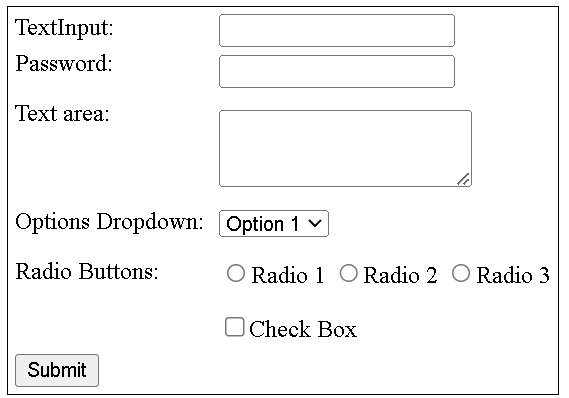 TextInput:
Password:
Text area:
Options Dropdown: Option 1
Radio Buttons: Radio 1 Radio 2 Radio 3
Check Box
Submit